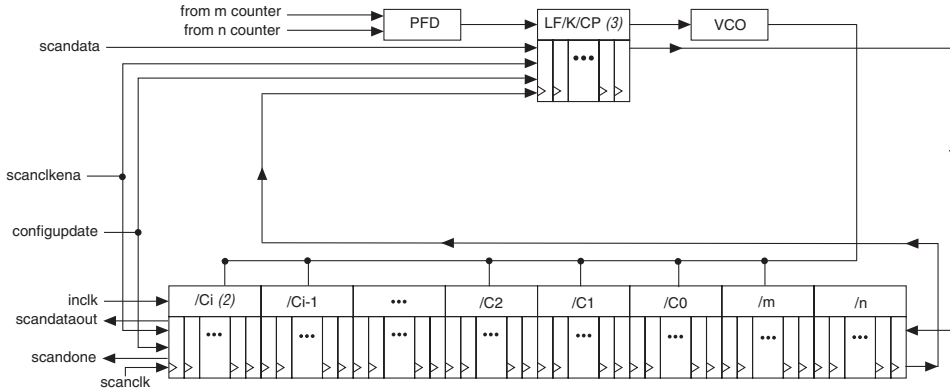 from m counter
from n counter
PFD
LF/K/CP (3)
VCO
scandata
•••
scanclkena
configupdate
inclk
/Ci (2)
/Ci-1
•••
/C2
/C1
/C0
/m
/n
scandataout
••• ••• ••• ••• ••• ••• ••• •••
scandone
scanclk